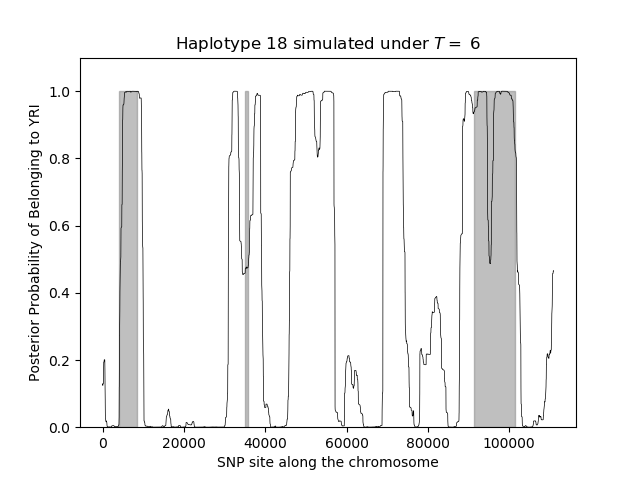 Haplotype 18 simulated under T = 6
Posterior Probability of Belonging to YRI
1.0
0.8
0.6
0.4
0.2
0.0
0 20000 40000 60000 80000 100000
SNP site along the chromosome